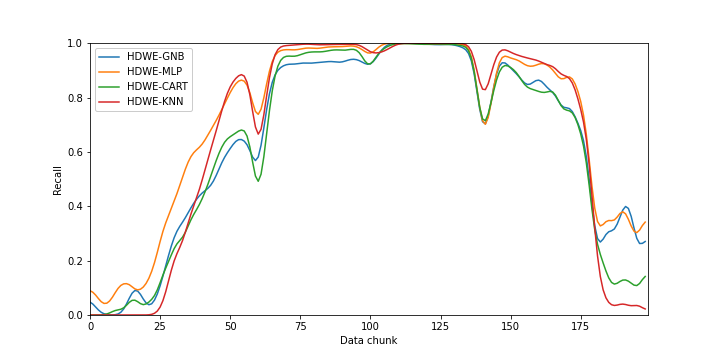 HDWE-GNB
HDWE-MLP
HDWE-CART
HDWE-KNN
Recall
1.0
0.8
0.6
0.4
0.2
0.0
0 25 50 75 100 125 150 175
Data chunk